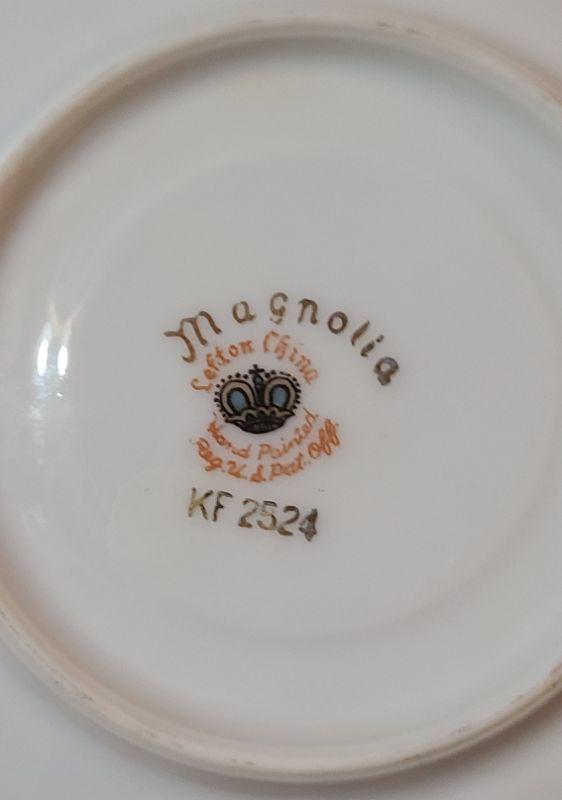 Magnolia
Lefton China
Hand Painted
Reg. U.S. Pat. Off.
KF 2524